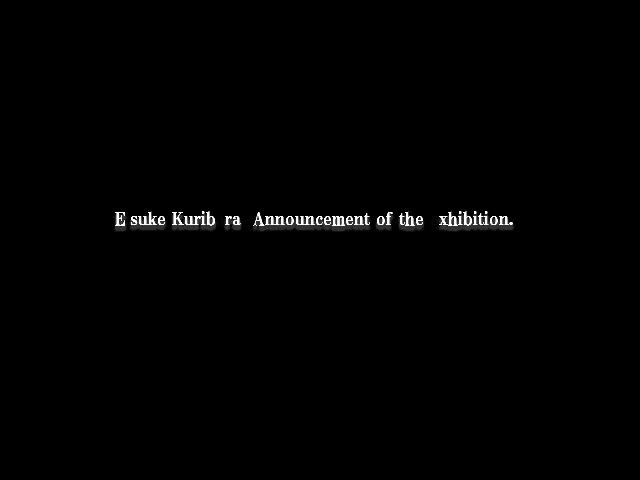 E suke Kurib ra Announcement of the xhibition.